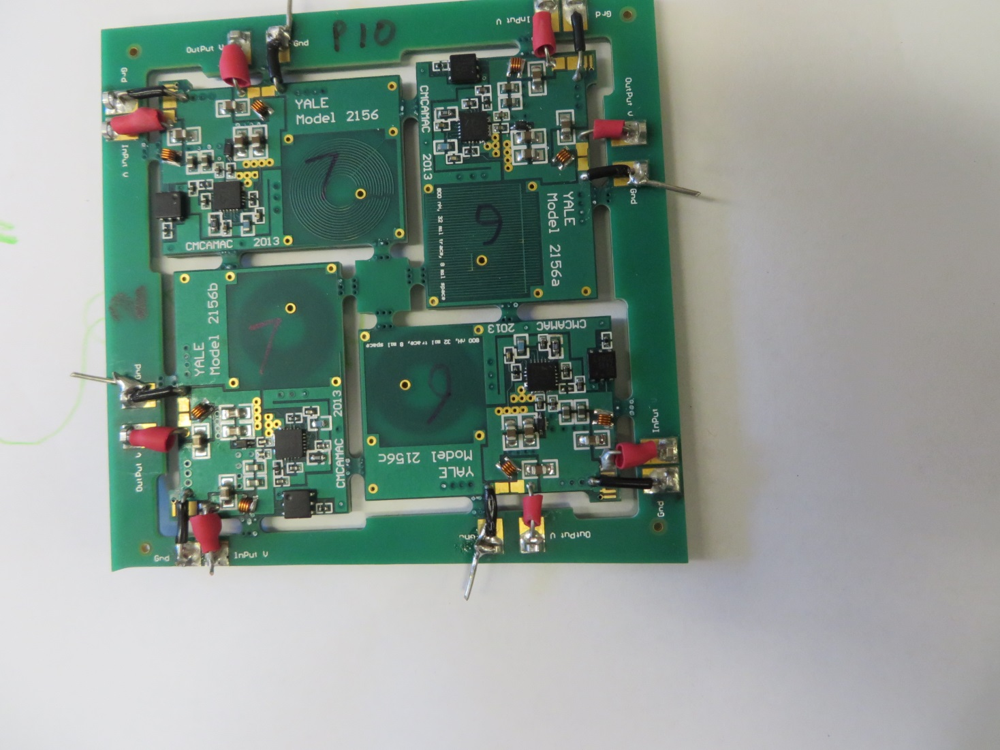 P10
OutPut V
Gnd
InPut V
Grd
Grd
InPut V
YALE
Model 2156
7
CMCAMAC 2013
CMCAMAC 2013
OutPut V
Gnd
YALE
Model 2156a
800 nH, 32 mil trace, 8 mil space
9
YALE
Model 2156b
7
CMCAMAC 2013
Gnd
OutPut V
Gnd
InPut V
CMCAMAC 2013
800 nH, 32 mil trace, 8 mil space
9
YALE
Model 2156c
InPut
Gnd
Gnd
OutPut V